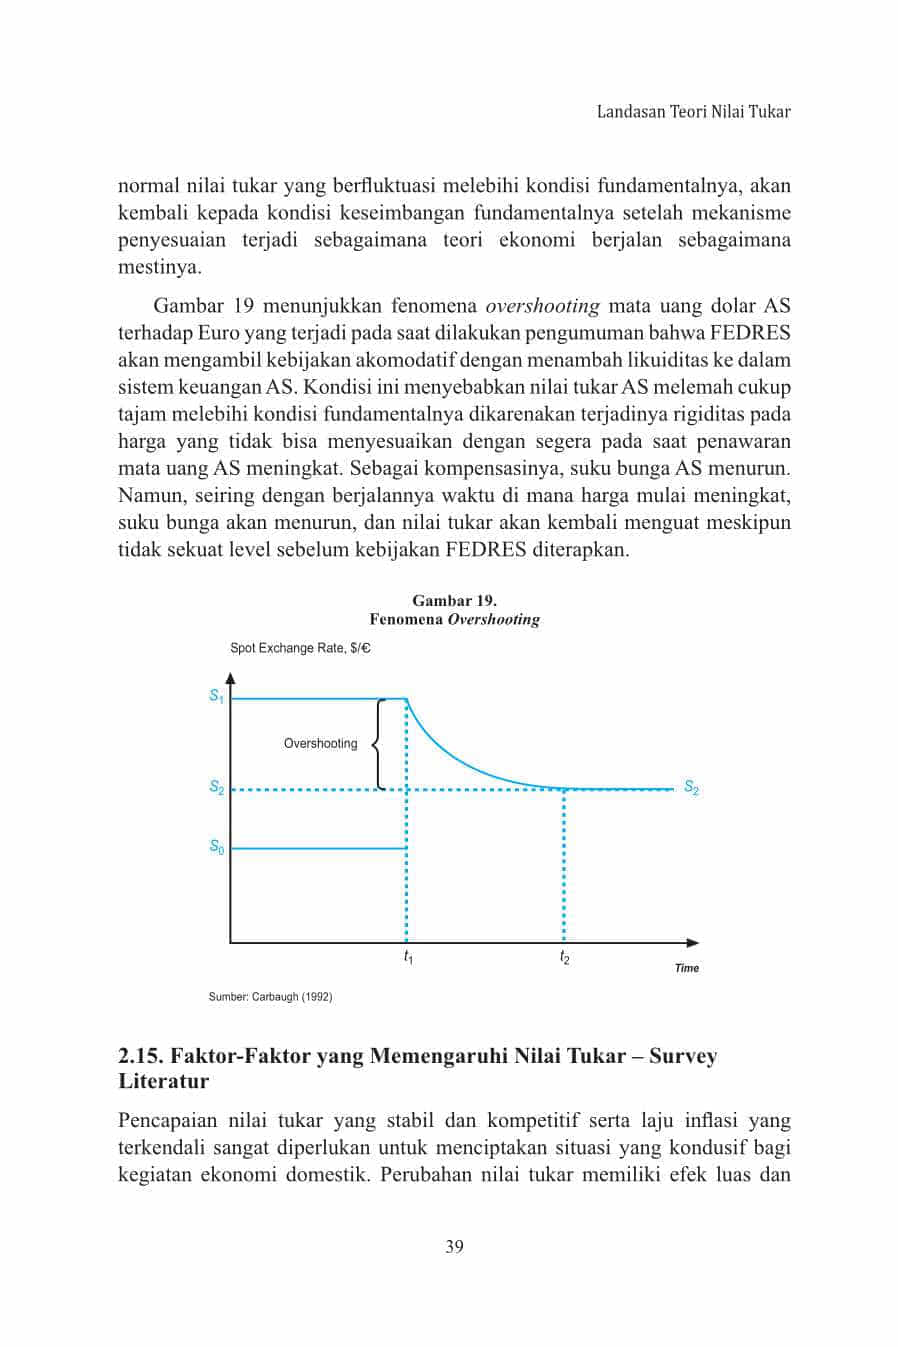 Landasan Teori Nilai Tukar
normal nilai tukar yang berfluktuasi melebihi kondisi fundamentalnya, akan
kembali kepada kondisi keseimbangan fundamentalnya setelah mekanisme
penyesuaian terjadi sebagaimana teori ekonomi berjalan sebagaimana
mestinya.
Gambar 19 menunjukkan fenomena overshooting mata uang dolar AS
terhadap Euro yang terjadi pada saat dilakukan pengumuman bahwa FEDRES
akan mengambil kebijakan akomodatif dengan menambah likuiditas ke dalam
sistem keuangan AS. Kondisi ini menyebabkan nilai tukar AS melemah cukup
tajam melebihi kondisi fundamentalnya dikarenakan terjadinya rigiditas pada
harga yang tidak bisa menyesuaikan dengan segera pada saat penawaran
mata uang AS meningkat. Sebagai kompensasinya, suku bunga AS menurun.
Namun, seiring dengan berjalannya waktu di mana harga mulai meningkat,
suku bunga akan menurun, dan nilai tukar akan kembali menguat meskipun
tidak sekuat level sebelum kebijakan FEDRES diterapkan.
Gambar 19.
Fenomena Overshooting
Spot Exchange Rate, $/€
S1
Overshooting
S2
S2
S0
t1
t2
Time
Sumber: Carbaugh (1992)
2.15. Faktor-Faktor yang Memengaruhi Nilai Tukar – Survey
Literatur
Pencapaian nilai tukar yang stabil dan kompetitif serta laju inflasi yang
terkendali sangat diperlukan untuk menciptakan situasi yang kondusif bagi
kegiatan ekonomi domestik. Perubahan nilai tukar memiliki efek luas dan
39